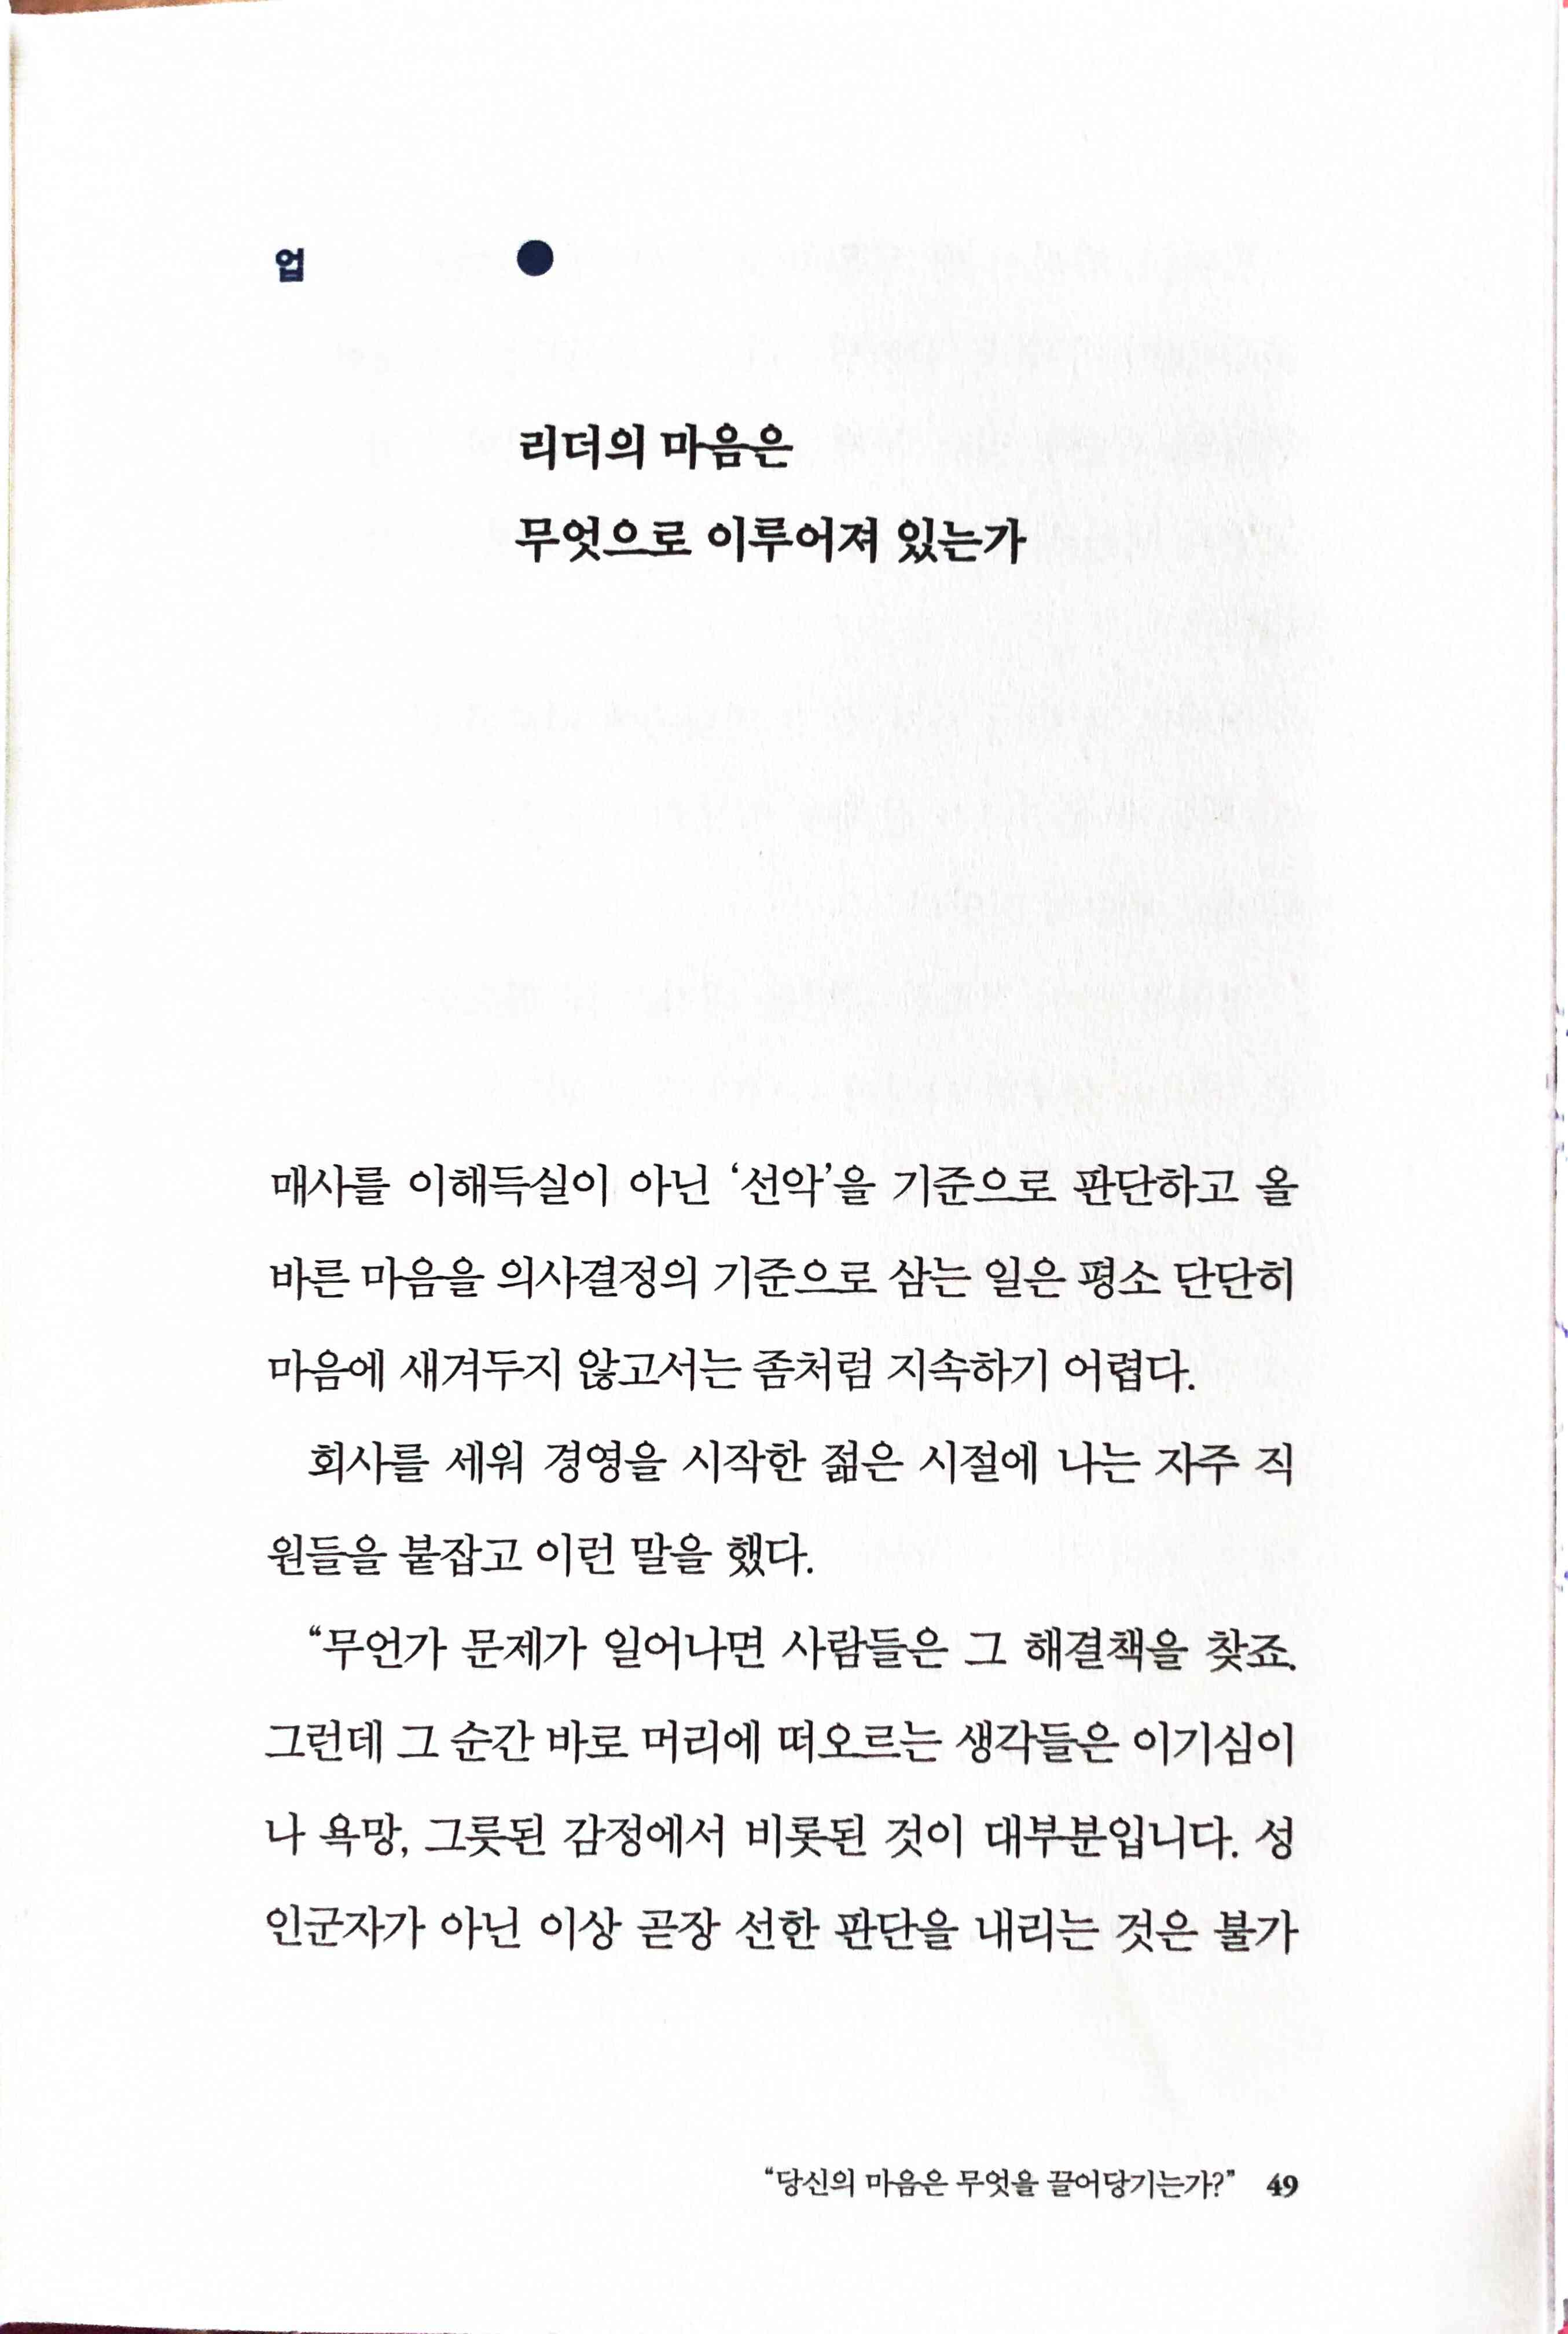 업 ●
리더의 마음은
무엇으로 이루어져 있는가
매사를 이해득실이 아닌 ‘선악’을 기준으로 판단하고 올
바른 마음을 의사결정의 기준으로 삼는 일은 평소 단단히
마음에 새겨두지 않고서는 좀처럼 지속하기 어렵다.
회사를 세워 경영을 시작한 젊은 시절에 나는 자주 직
원들을 붙잡고 이런 말을 했다.
“무언가 문제가 일어나면 사람들은 그 해결책을 찾죠.
그런데 그 순간 바로 머리에 떠오르는 생각들은 이기심이
나 욕망, 그릇된 감정에서 비롯된 것이 대부분입니다. 성
인군자가 아닌 이상 곧장 선한 판단을 내리는 것은 불가
“당신의 마음은 무엇을 끌어당기는가?” 49